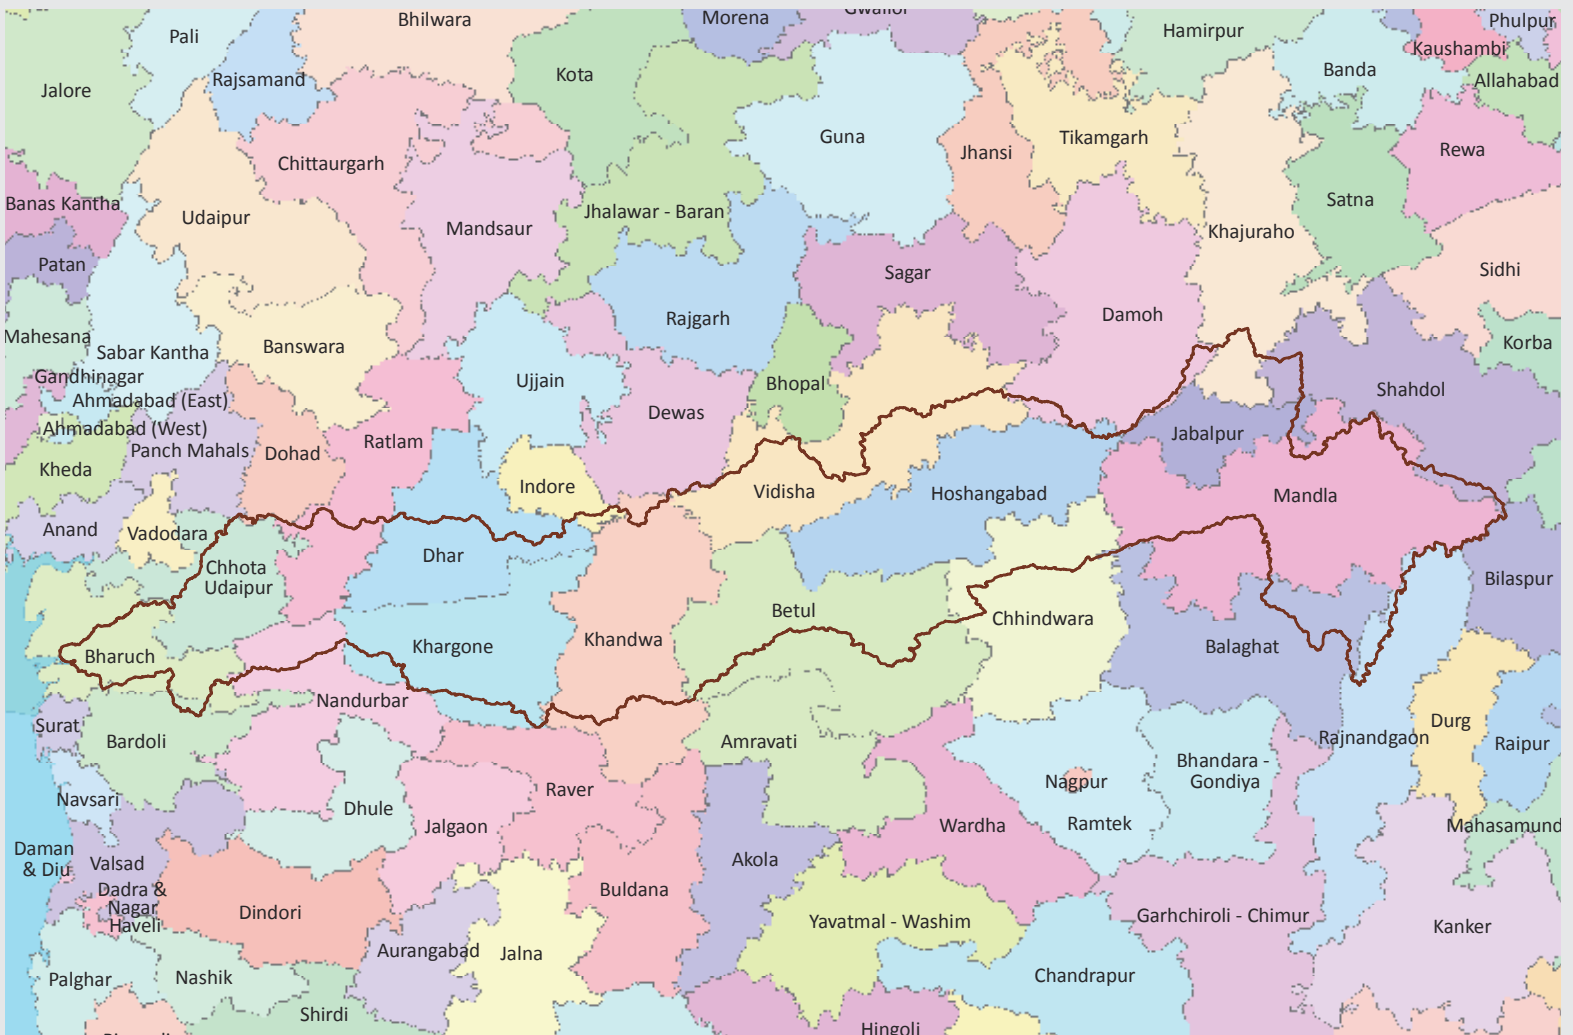 Bhilwara
Morena
Gwalior
Phulpur
Pali
Hamirpur
Kaushambi
Rajsamand
Kota
Banda
Allahabad
Jalore
Guna
Tikamgarh
Jhansi
Rewa
Chittaurgarh
Banas Kantha
Udaipur
Jhalawar - Baran
Satna
Mandsaur
Khajuraho
Patan
Sagar
Sidhi
Damoh
Rajgarh
Mahesana
Sabar Kantha
Banswara
Korba
Gandhinagar
Ujjain
Bhopal
Shahdol
Ahmadabad (East)
Dewas
Ahmadabad (West)
Ratlam
Jabalpur
Panch Mahals
Dohad
Kheda
Indore
Vidisha
Hoshangabad
Mandla
Anand
Vadodara
Dhar
Chhota
Udaipur
Bilaspur
Betul
Chhindwara
Khandwa
Khargone
Balaghat
Bharuch
Nandurbar
Surat
Bardoli
Amravati
Durg
Rajnandgaon
Raipur
Bhandara -
Gondiya
Nagpur
Raver
Navsari
Dhule
Jalgaon
Wardha
Ramtek
Mahasamund
Daman
& Diu
Valsad
Akola
Dadra &
Nagar
Haveli
Buldana
Dindori
Yavatmal - Washim
Garhchiroli - Chimur
Kanker
Aurangabad
Jalna
Palghar
Nashik
Chandrapur
Shirdi
Hingoli